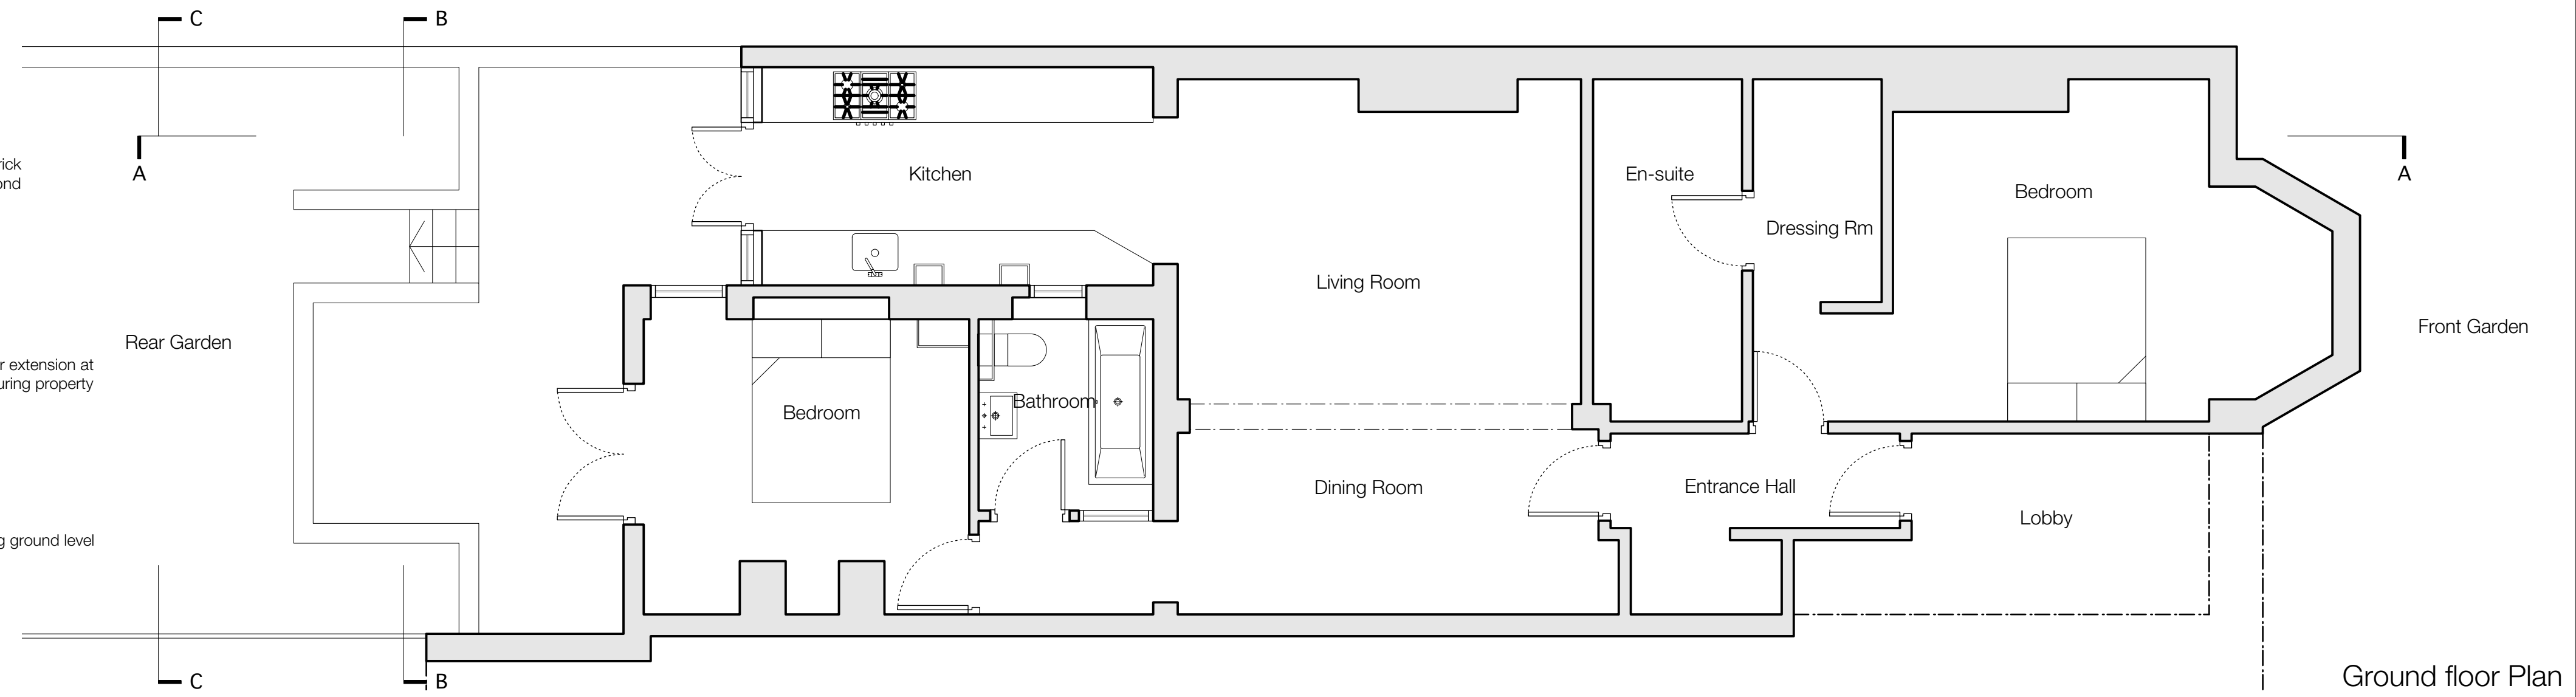 C
B
rick
ond
A
Kitchen
En-suite
A
Bedroom
Dressing Rm
Living Room
Front Garden
Rear Garden
r extension at
uring property
Bathroom
Bedroom
Dining Room
Entrance Hall
Lobby
g ground level
C
B
Ground floor Plan